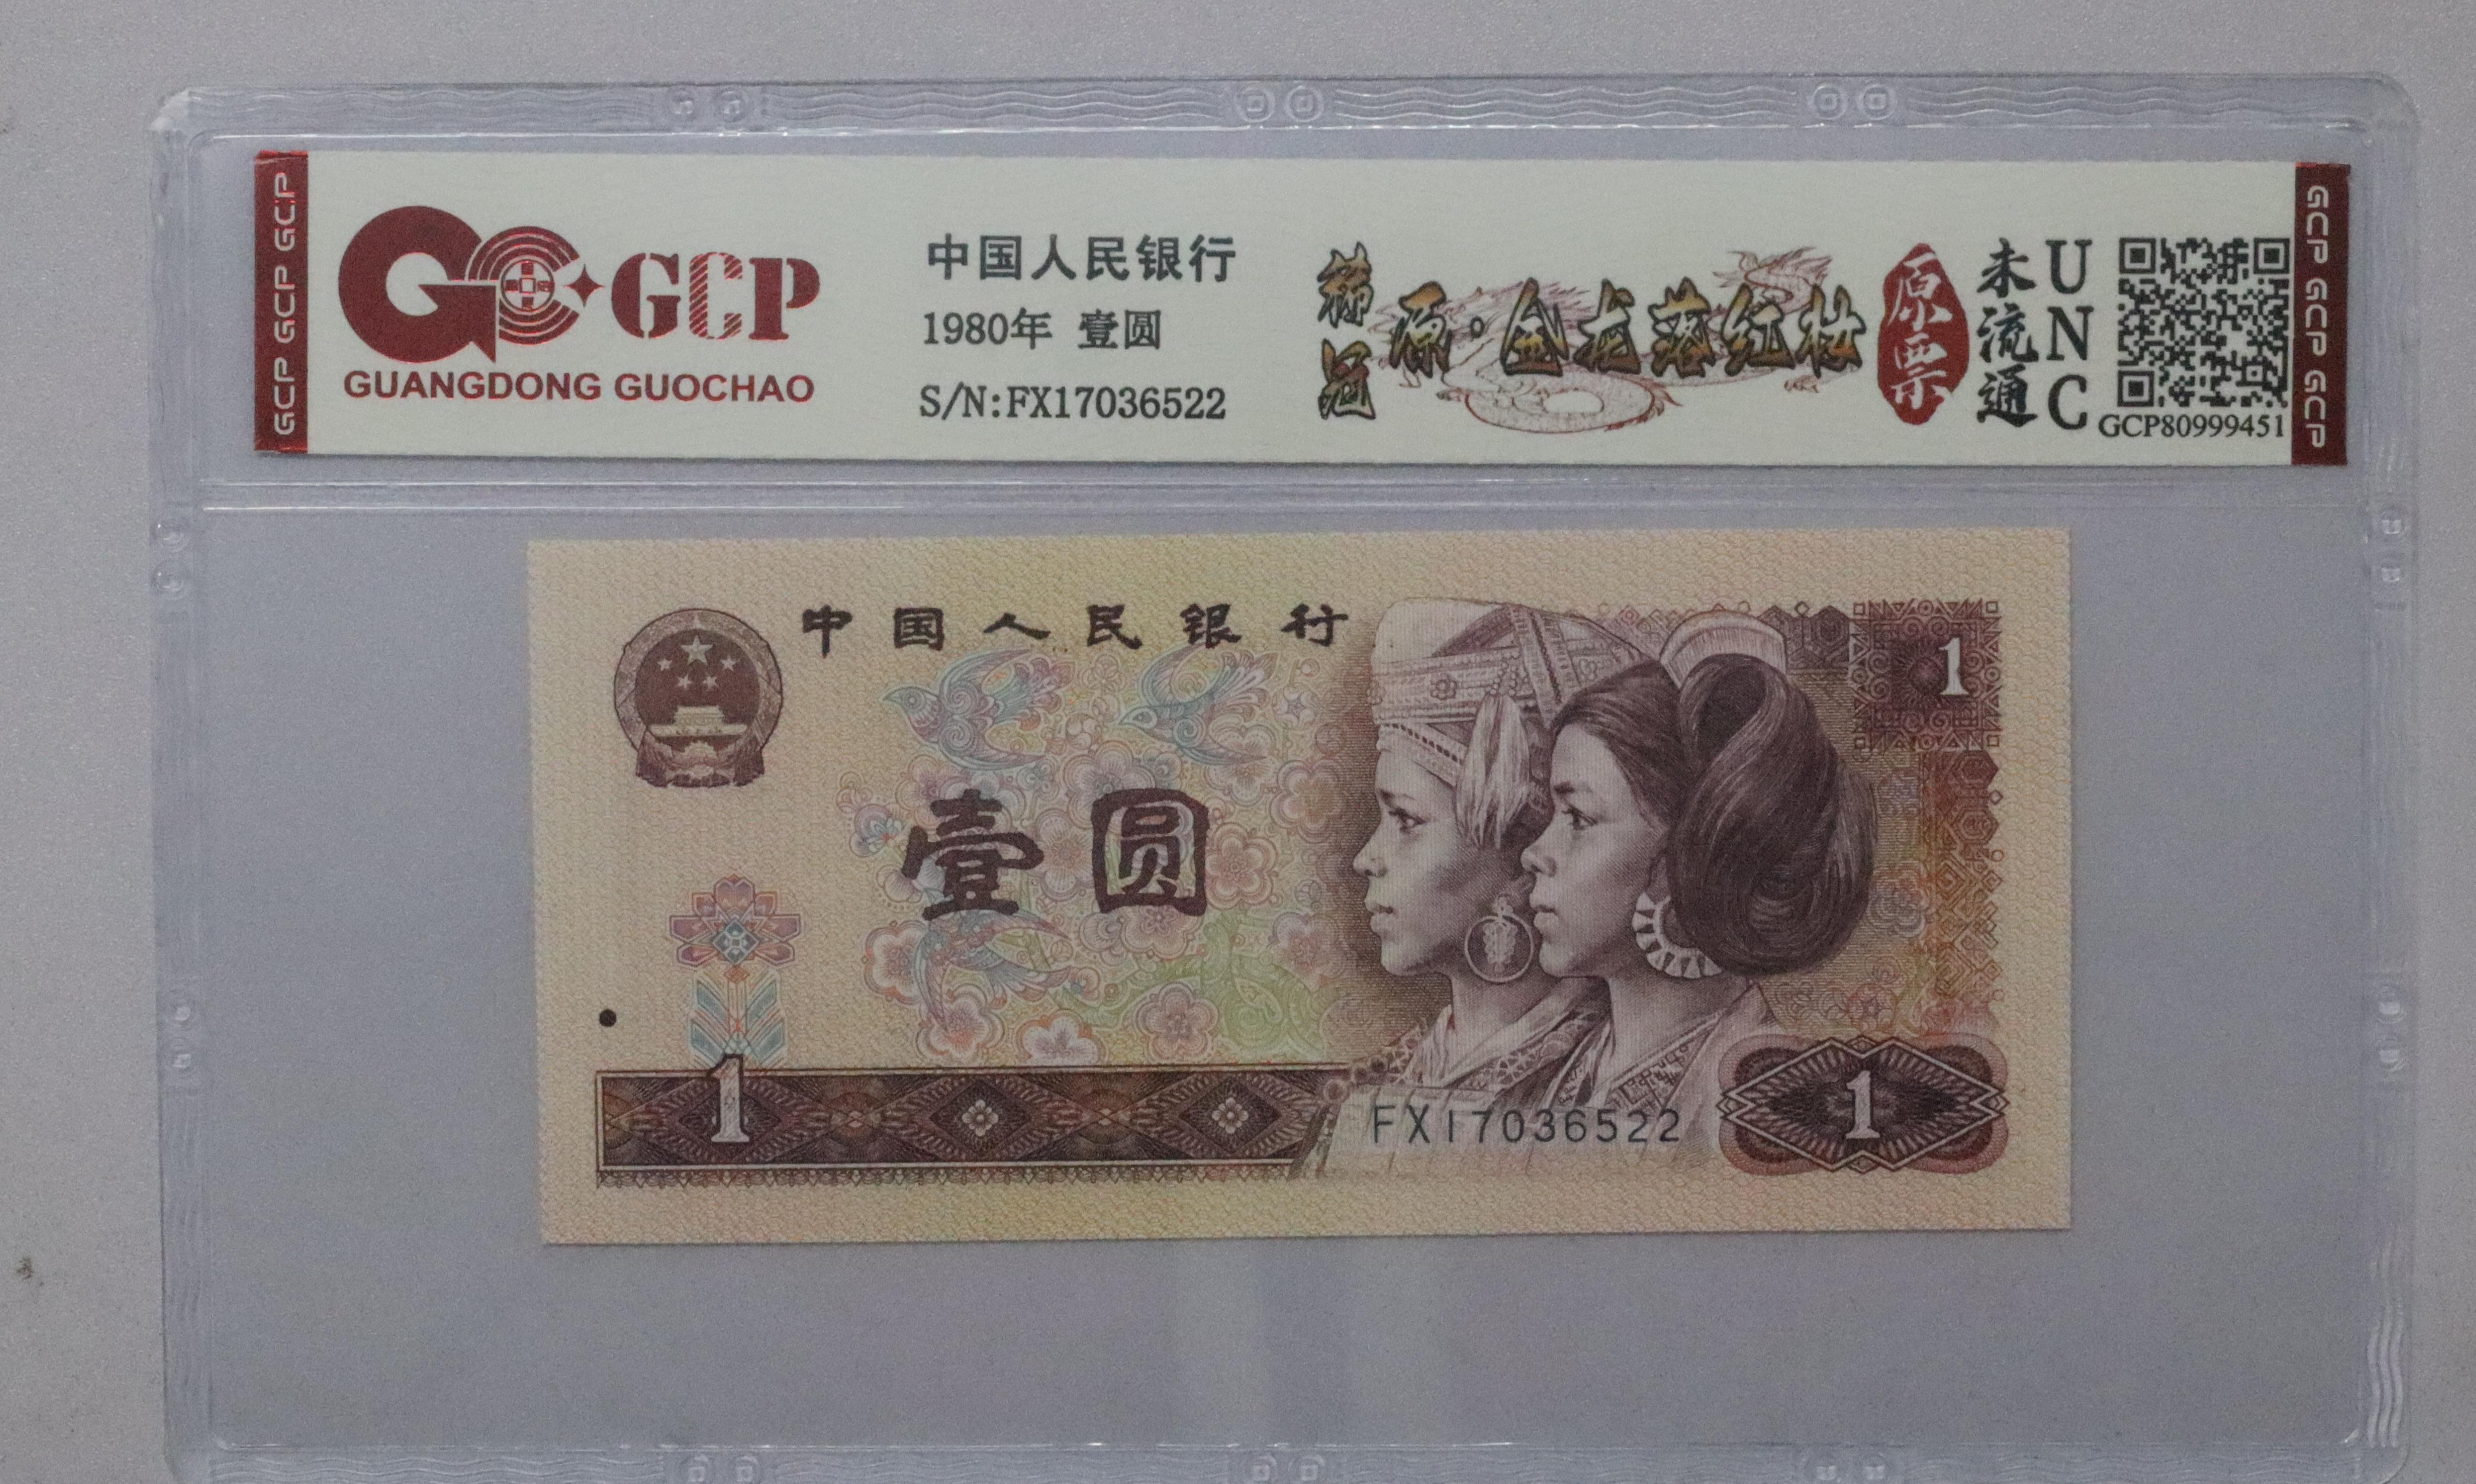 GCP GCP GCP
GCP
GUANGDONG GUOCHAO
中国人民银行
1980年 壹圆
S/N:FX17036522
原·金龙落红妆
原票
未流通
UNC
GCP80999451
GCP GCP GCP
中国人民银行
1
壹圆
1
FX17036522
1